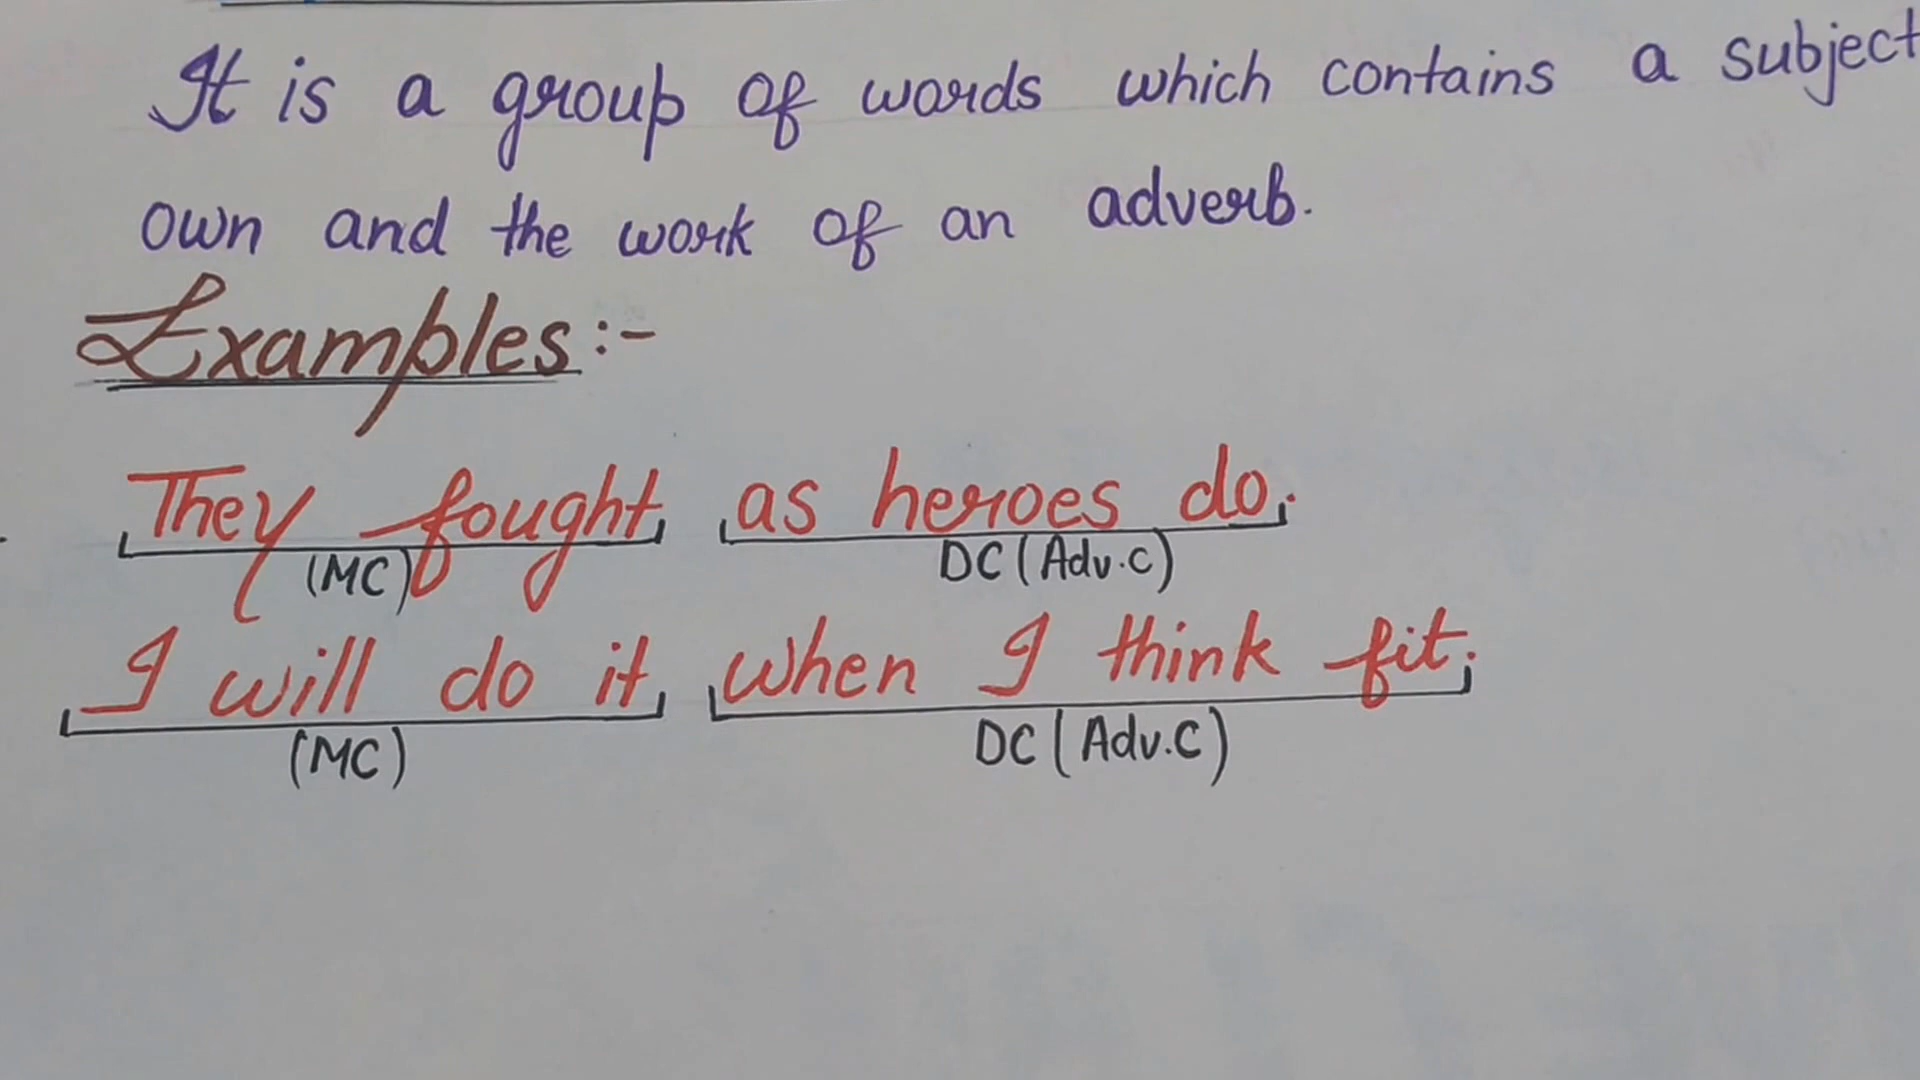 It is a group of words which contains a subject
own and the work of an adverb.
Examples:-
They fought as heroes do.
(MC) DC (Adv.C)
I will do it when I think fit.
(MC) DC (Adv.C)